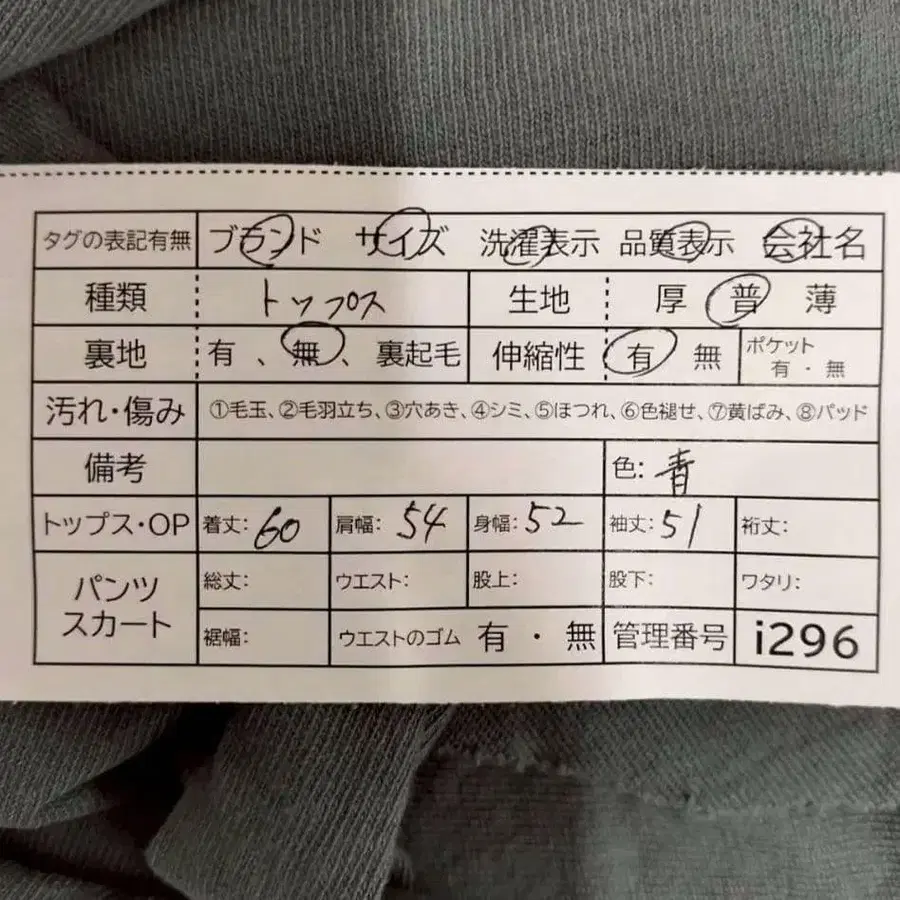 タグの表記有無 ブランド サイズ 洗濯表示 品質表示 会社名
種類 トップス 生地 厚 普 薄
裏地 有 、無、裏起毛 伸縮性 有 無 ポケット 有・無
汚れ・傷み ①毛玉、②毛羽立ち、③穴あき、④シミ、⑤ほつれ、⑥色褪せ、⑦黄ばみ、⑧パッド
備考 色: 青
トップス・OP 着丈: 60 肩幅: 54 身幅: 52 袖丈: 51 裄丈:
パンツ スカート 総丈: ウエスト: 股上: 股下: ワタリ:
裾幅: ウエストのゴム 有・無 管理番号 i296